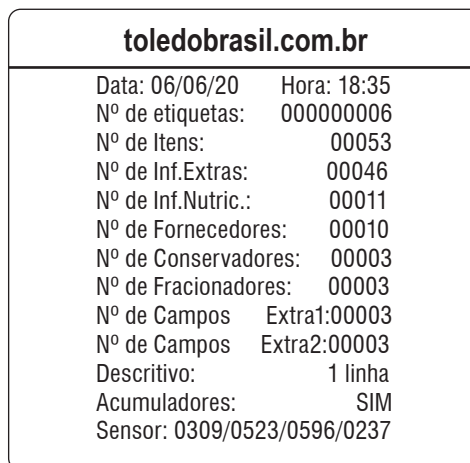 toledobrasil.com.br
Data: 06/06/20 Hora: 18:35
Nº de etiquetas: 000000006
Nº de Itens: 00053
Nº de Inf.Extras: 00046
Nº de Inf.Nutric.: 00011
Nº de Fornecedores: 00010
Nº de Conservadores: 00003
Nº de Fracionadores: 00003
Nº de Campos Extra1:00003
Nº de Campos Extra2:00003
Descritivo: 1 linha
Acumuladores: SIM
Sensor: 0309/0523/0596/0237